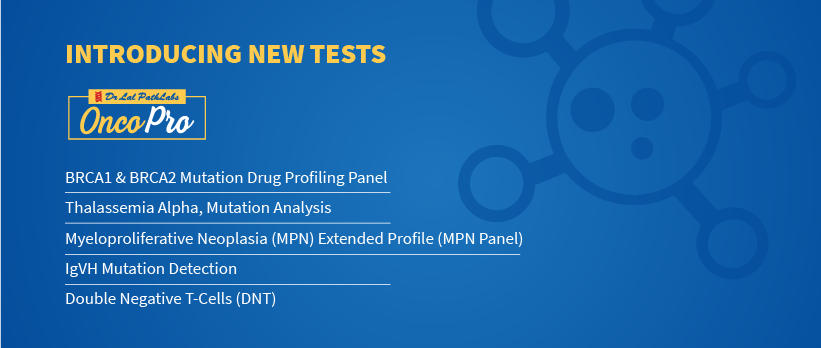 INTRODUCING NEW TESTS
Dr Lal PathLabs
OncoPro
BRCA1 & BRCA2 Mutation Drug Profiling Panel
Thalassemia Alpha, Mutation Analysis
Myeloproliferative Neoplasia (MPN) Extended Profile (MPN Panel)
IgVH Mutation Detection
Double Negative T-Cells (DNT)